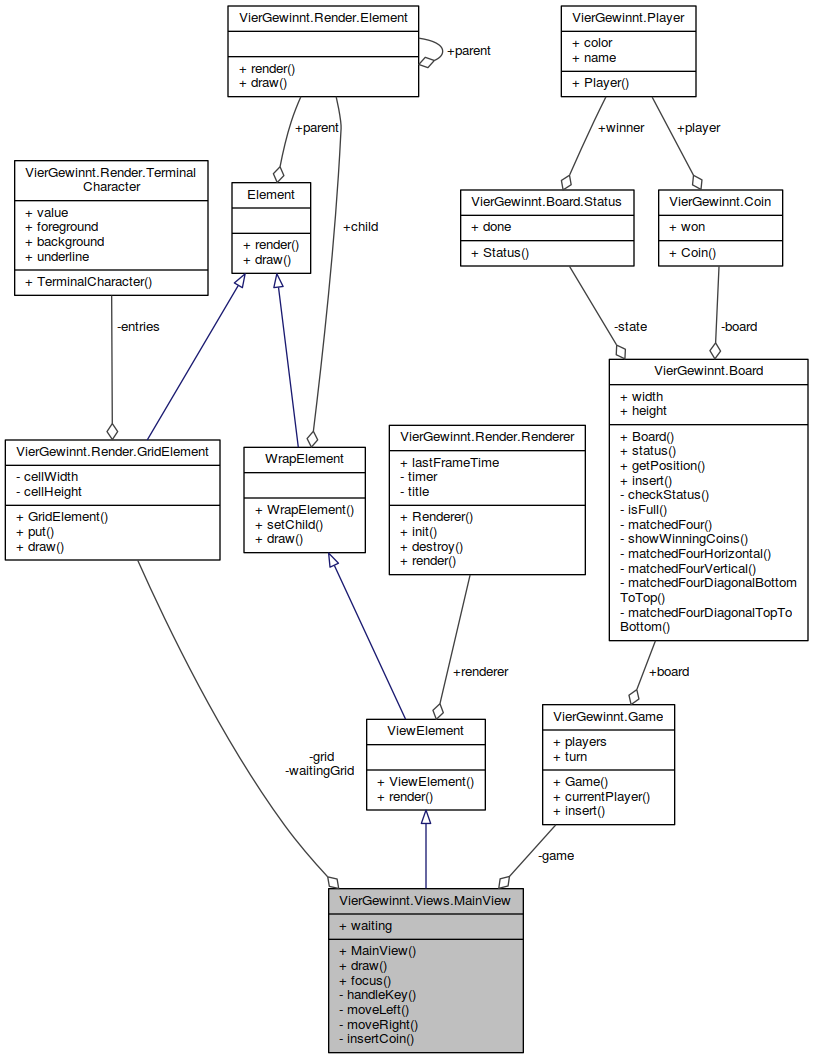 VierGewinnt.Render.Element
+ render()
+ draw()
+parent
VierGewinnt.Player
+ color
+ name
+ Player()
+parent
+winner
+player
VierGewinnt.Render.Terminal
Character
+ value
+ foreground
+ background
+ underline
+ TerminalCharacter()
Element
+ render()
+ draw()
+child
VierGewinnt.Board.Status
+ done
+ Status()
VierGewinnt.Coin
+ won
+ Coin()
-entries
-state
-board
VierGewinnt.Render.GridElement
- cellWidth
- cellHeight
+ GridElement()
+ put()
+ draw()
WrapElement
+ WrapElement()
+ setChild()
+ draw()
VierGewinnt.Render.Renderer
+ lastFrameTime
- timer
- title
+ Renderer()
+ init()
+ destroy()
+ render()
VierGewinnt.Board
+ width
+ height
+ Board()
+ status()
+ getPosition()
+ insert()
- checkStatus()
- isFull()
- matchedFour()
- showWinningCoins()
- matchedFourHorizontal()
- matchedFourVertical()
- matchedFourDiagonalBottom
ToTop()
- matchedFourDiagonalTopTo
Bottom()
+renderer
+board
-grid
-waitingGrid
ViewElement
+ ViewElement()
+ render()
VierGewinnt.Game
+ players
+ turn
+ Game()
+ currentPlayer()
+ insert()
-game
VierGewinnt.Views.MainView
+ waiting
+ MainView()
+ draw()
+ focus()
- handleKey()
- moveLeft()
- moveRight()
- insertCoin()